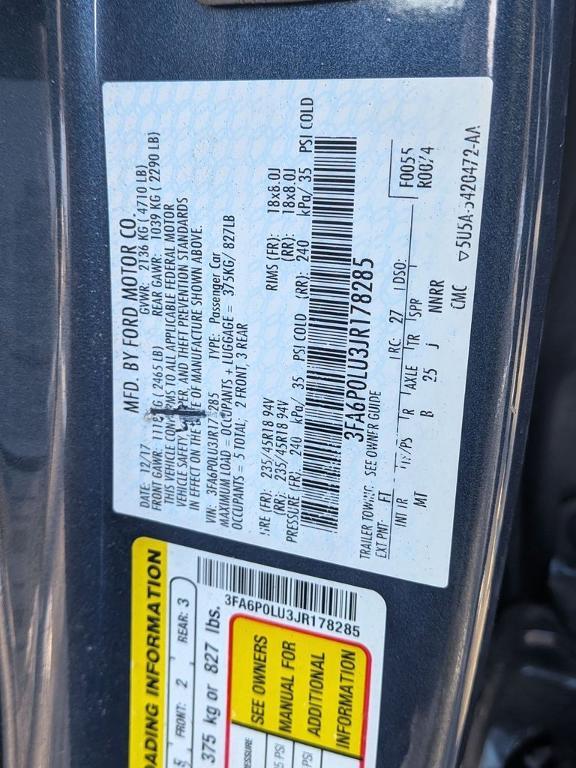 MFD. BY FORD MOTOR CO.
DATE: 12/17 GVWR: 2136 KG ( 4710 LB)
FRONT GAWR: KG ( 2465 LB) REAR GAWR: 1039 KG ( 2290 LB)
THIS VEHICLE CONFORMS TO ALL APPLICABLE FEDERAL MOTOR
VEHICLE SAFETY, BUMPER AND THEFT PREVENTION STANDARDS
IN EFFECT ON THE DATE OF MANUFACTURE SHOWN ABOVE.
VIN: 3FA6P0LU3JR178285 TYPE: Passenger Car
MAXIMUM LOAD = OCCUPANTS + LUGGAGE = 375KG/ 827LB
OCCUPANTS = 5 TOTAL; 2 FRONT, 3 REAR
(FR): 235/45R18 94V RIMS (FR): 18x8.0J
(RR): 235/45R18 94V (RR): 18x8.0J
PRESSURE (FR): 240 kPa/ 35 PSI COLD (RR): 240 kPa/ 35 PSI COLD
3FA6P0LU3JR178285
TRAILER SEE OWNER GUIDE
EXT PNT: FT RC: 27 DSO: F0055
INT TR TP/PS R AXLE TR SPR R0074
MT B 25 j NNRR
CMC ▽5U5A-5420472-AA
LOADING INFORMATION
FRONT: 2 REAR: 3
375 kg or 827 lbs.
3FA6P0LU3JR178285
SEE OWNERS
MANUAL FOR
ADDITIONAL
INFORMATION
PRESSURE
PSI
PSI